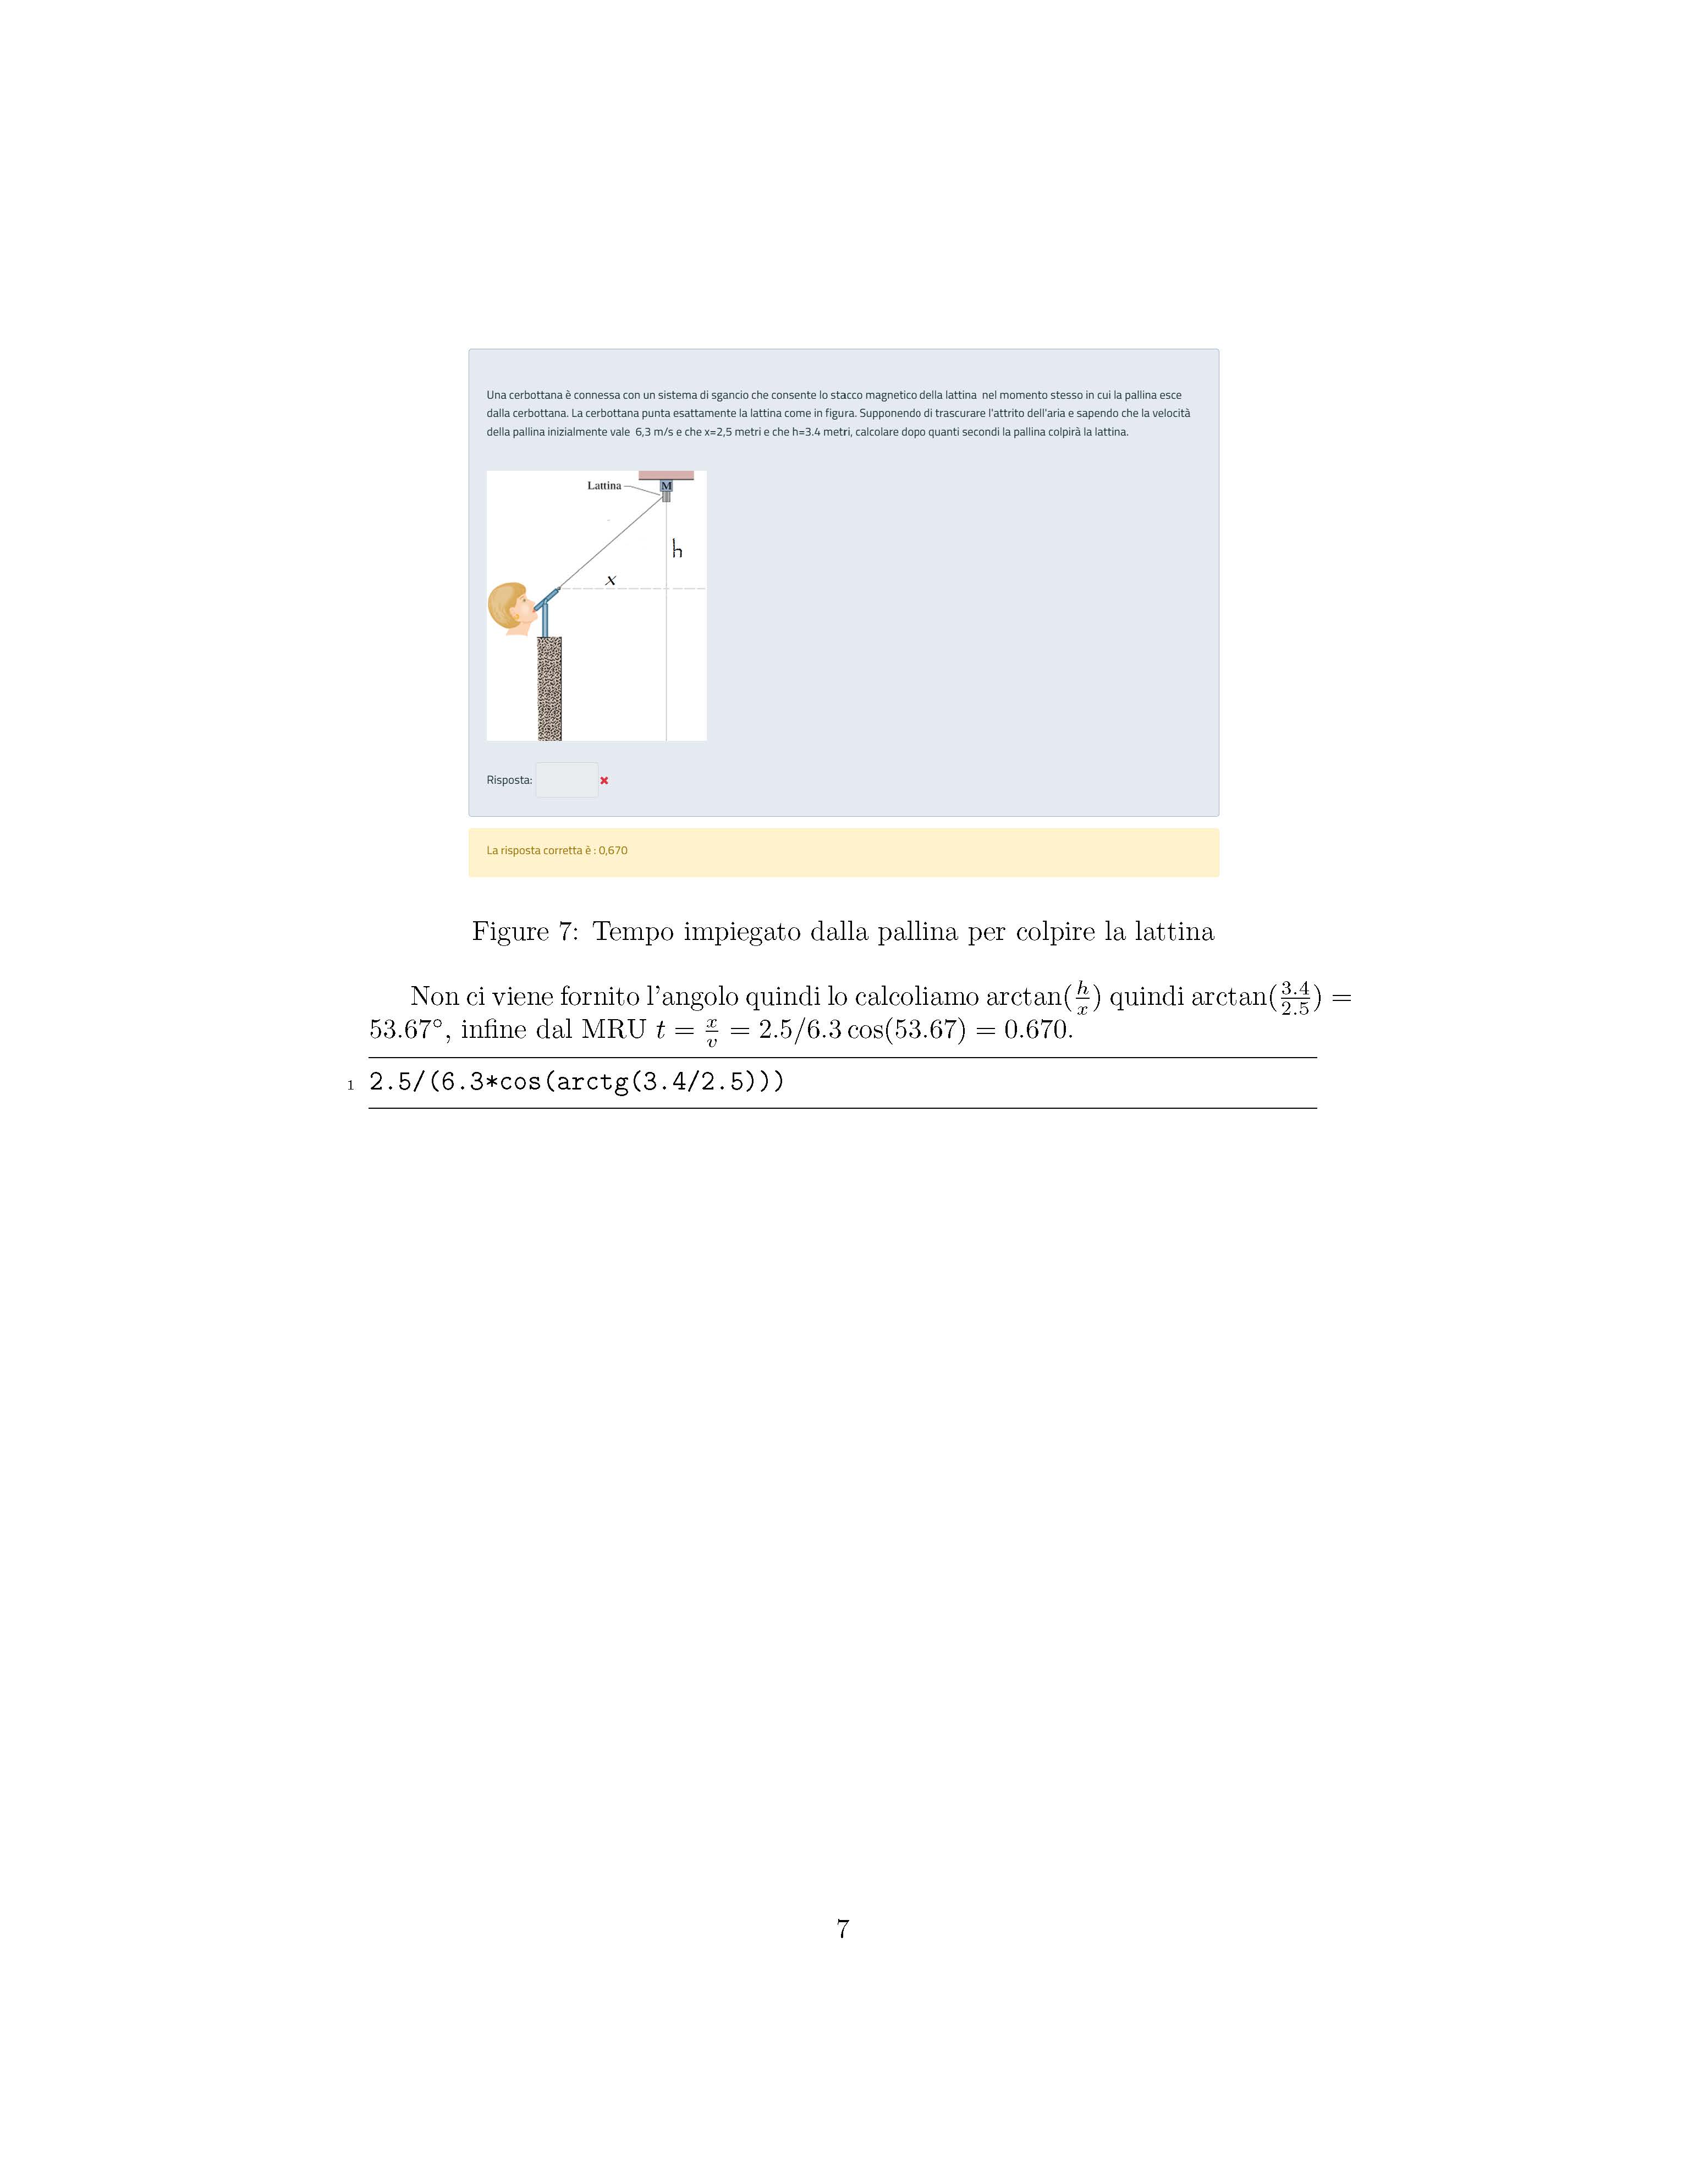 Una cerbottana è connessa con un sistema di sgancio che consente lo stacco magnetico della lattina nel momento stesso in cui la pallina esce
dalla cerbottana. La cerbottana punta esattamente la lattina come in figura. Supponendo di trascurare l'attrito dell'aria e sapendo che la velocità
della pallina inizialmente vale 6,3 m/s e che x=2,5 metri e che h=3.4 metri, calcolare dopo quanti secondi la pallina colpirà la lattina.
Lattina
M
h
x
Risposta:
La risposta corretta è : 0,670
Figure 7: Tempo impiegato dalla pallina per colpire la lattina
Non ci viene fornito l'angolo quindi lo calcoliamo arctan(h/x) quindi arctan(3.4/2.5) =
53.67°, infine dal MRU t = x/v = 2.5/6.3 cos(53.67) = 0.670.
1 2.5/(6.3*cos(arctg(3.4/2.5)))
7